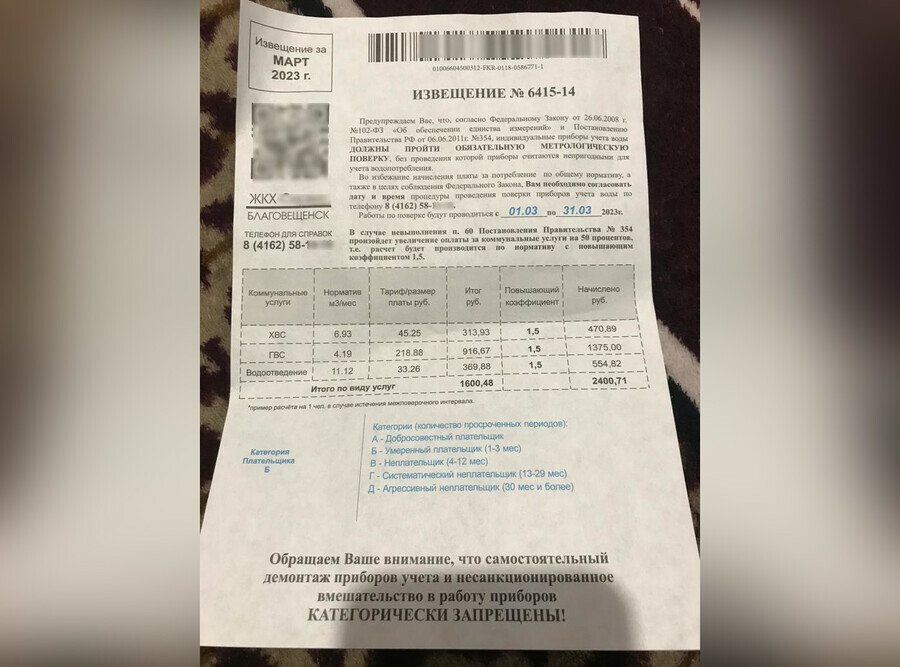 Извещение за
МАРТ
2023 г.
01006604500312-FKR-0118-0586771-1
ИЗВЕЩЕНИЕ № 6415-14
Предупреждаем Вас, что, согласно Федеральному Закону от 26.06.2008 г.
№102-ФЗ «Об обеспечении единства измерений» и Постановлении
Правительства РФ от 06.06.2011г. №354, индивидуальные приборы учета воды
ДОЛЖНЫ ПРОЙТИ ОБЯЗАТЕЛЬНУЮ МЕТРОЛОГИЧЕСКУЮ
ПОВЕРКУ, без проведения которой приборы считаются непригодными для
учета водопотребления.
Во избежание начисления платы за потребление по общему нормативу, а
также в целях соблюдения Федерального Закона, Вам необходимо согласовать
дату и время процедуры проведения поверки приборов учета воды по
телефону 8 (4162) 58-
Работы по поверке будут проводиться с 01.03 по 31.03 2023г.
ЖКХ
БЛАГОВЕЩЕНСК
ТЕЛЕФОН ДЛЯ СПРАВОК
8 (4162) 58-
В случае невыполнения п. 60 Постановления Правительства № 354
произойдет увеличение оплаты за коммунальные услуги на 50 процентов,
т.е. расчет будет производится по нормативу с повышающим
коэффициентом 1,5.
Коммунальные услуги Норматив м3/мес Тариф/размер платы руб. Итог руб. Повышающий коэффициент Начислено руб.
ХВС 6.93 45.25 313,93 1,5 470,89
ГВС 4.19 218.88 916,67 1,5 1375,00
Водоотведение 11.12 33.26 369,88 1,5 554,82
Итого по виду услуг 1600,48 2400,71
*пример расчёта на 1 чел. в случае истечения межповерочного интервала.
Категория
Плательщика
Б
Категории (количество просроченных периодов):
А - Добросовестный плательщик
Б - Умеренный плательщик (1-3 мес)
В - Неплательщик (4-12 мес)
Г - Систематический неплательщик (13-29 мес)
Д - Агрессивный неплательщик (30 мес и более)
Обращаем Ваше внимание, что самостоятельный
демонтаж приборов учета и несанкционированное
вмешательство в работу приборов
КАТЕГОРИЧЕСКИ ЗАПРЕЩЕНЫ!